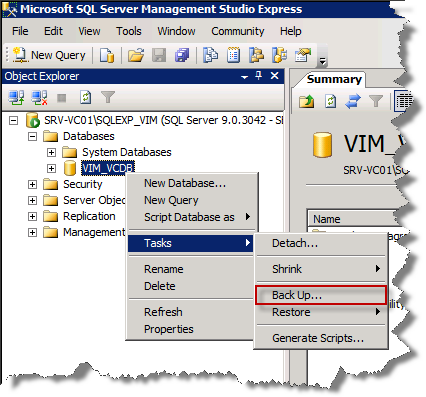 Microsoft SQL Server Management Studio Express
File Edit View Tools Window Community Help
New Query
Object Explorer
Summary
SRV-VC01\SQLEXP_VIM (SQL Server 9.0.3042 - S
Databases
System Databases
VIM_VCDB
Security
Server Objec
Replication
Management
VIM_V
SRV-VC01\SQ
Name
New Database...
New Query
Script Database as
Tasks
Rename
Delete
Refresh
Properties
Detach...
Shrink
Back Up...
Restore
Generate Scripts...
agr
ility